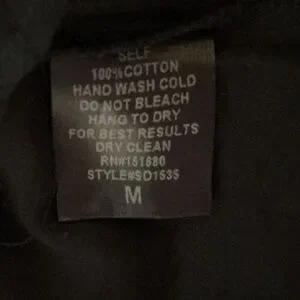 SELF
100% COTTON
HAND WASH COLD
DO NOT BLEACH
HANG TO DRY
FOR BEST RESULTS
DRY CLEAN
RN#151680
STYLE#SD1535
M